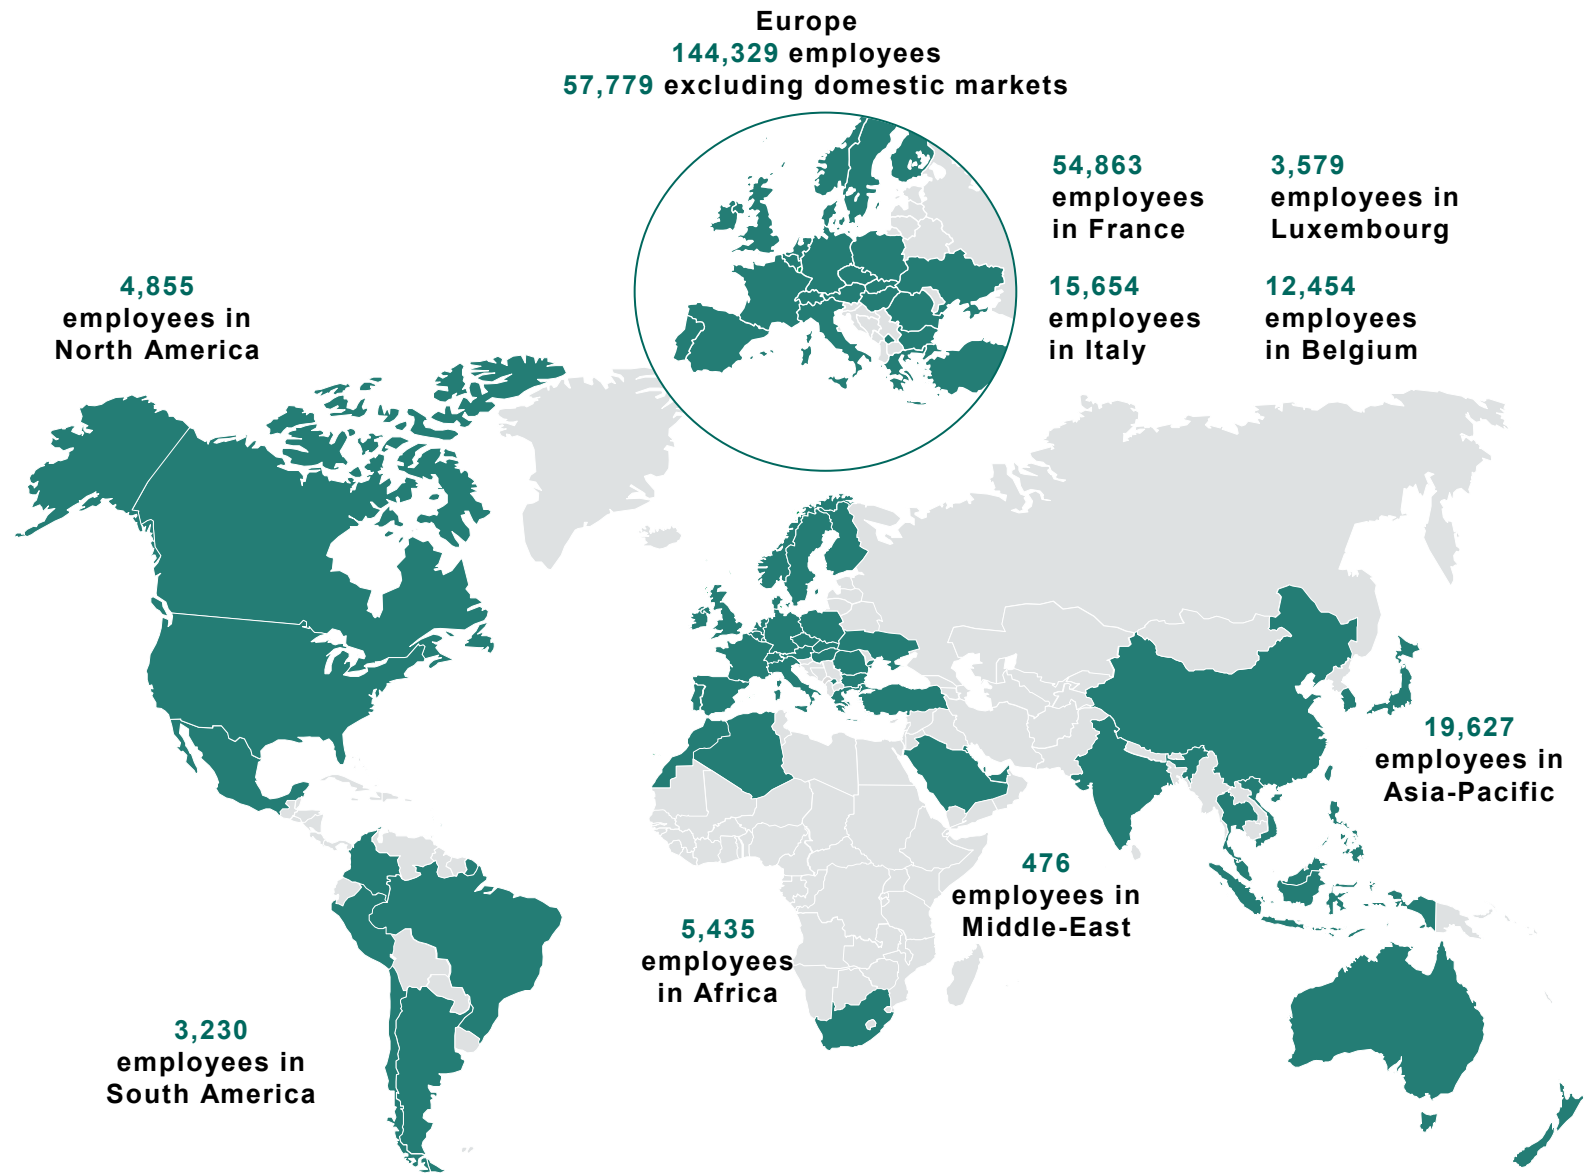 Europe
144,329 employees
57,779 excluding domestic markets
54,863
employees
in France
3,579
employees in
Luxembourg
15,654
employees
in Italy
12,454
employees
in Belgium
4,855
employees in
North America
19,627
employees in
Asia-Pacific
476
employees in
Middle-East
5,435
employees
in Africa
3,230
employees in
South America